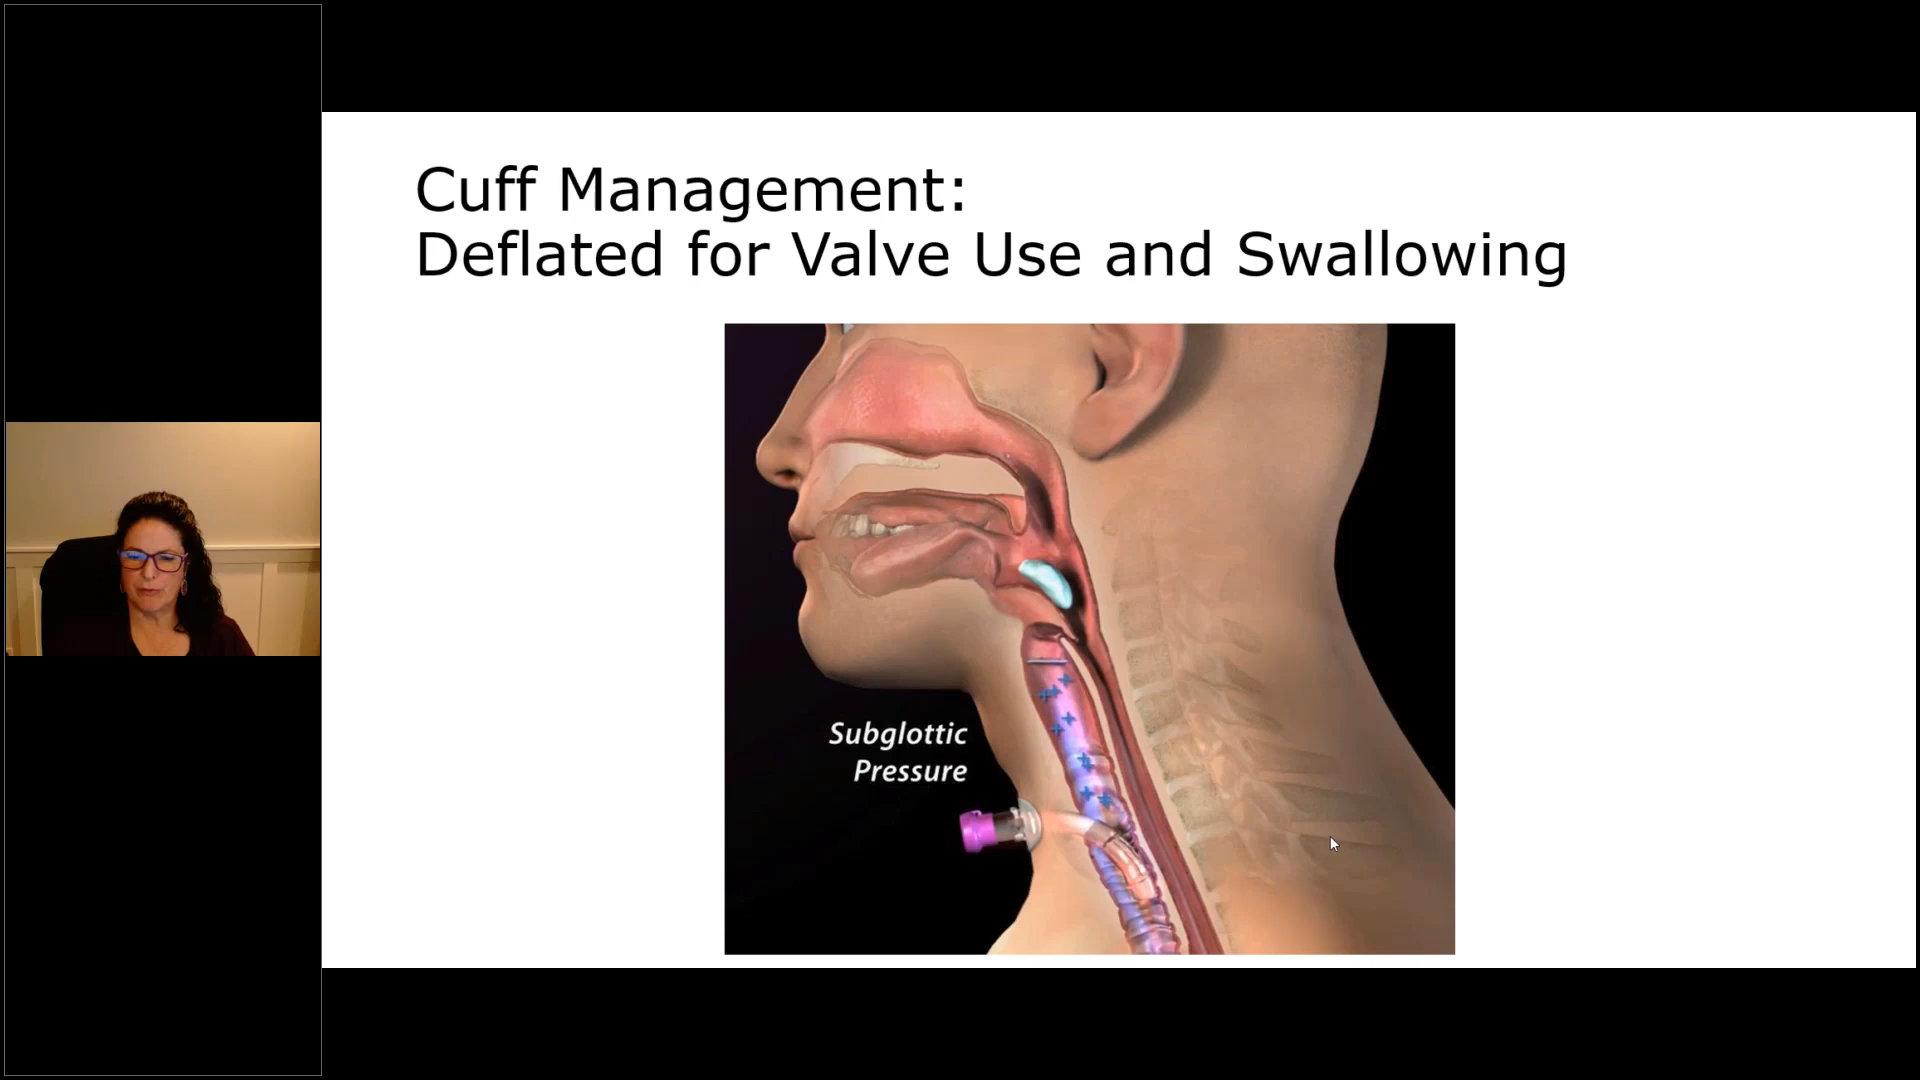 Cuff Management:
Deflated for Valve Use and Swallowing
Subglottic
Pressure